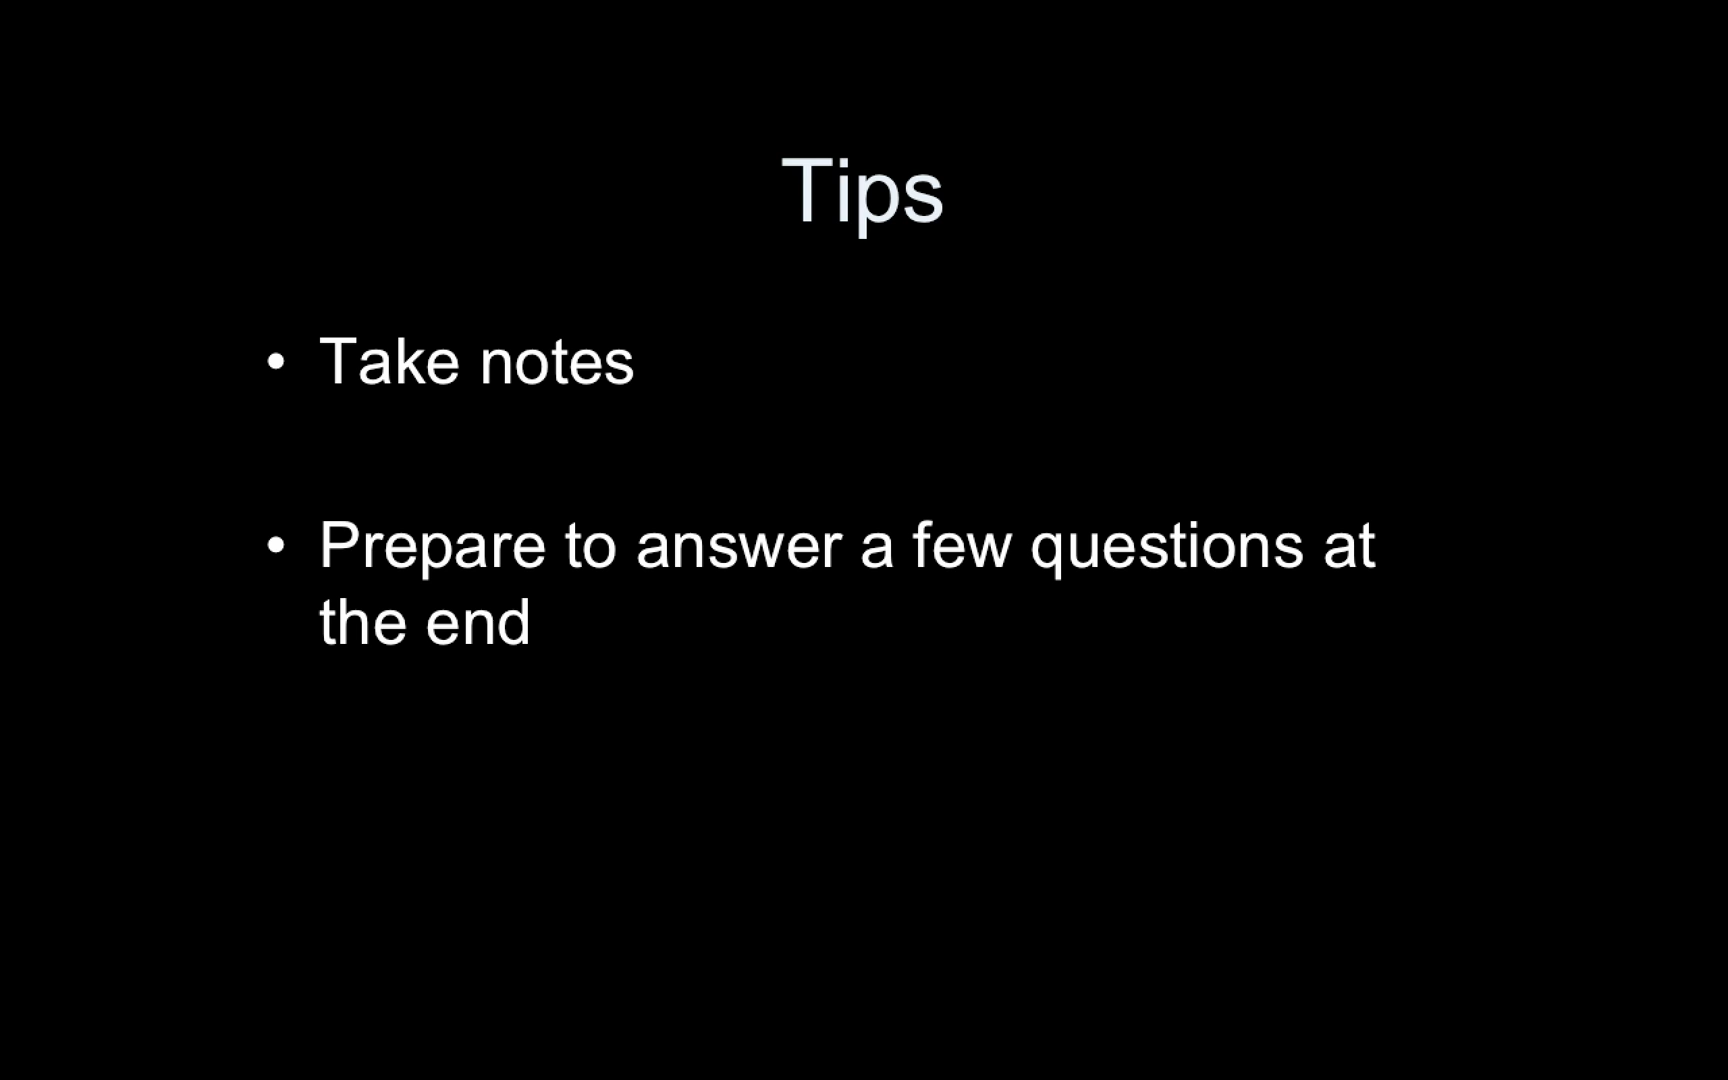 Tips
• Take notes
• Prepare to answer a few questions at
the end